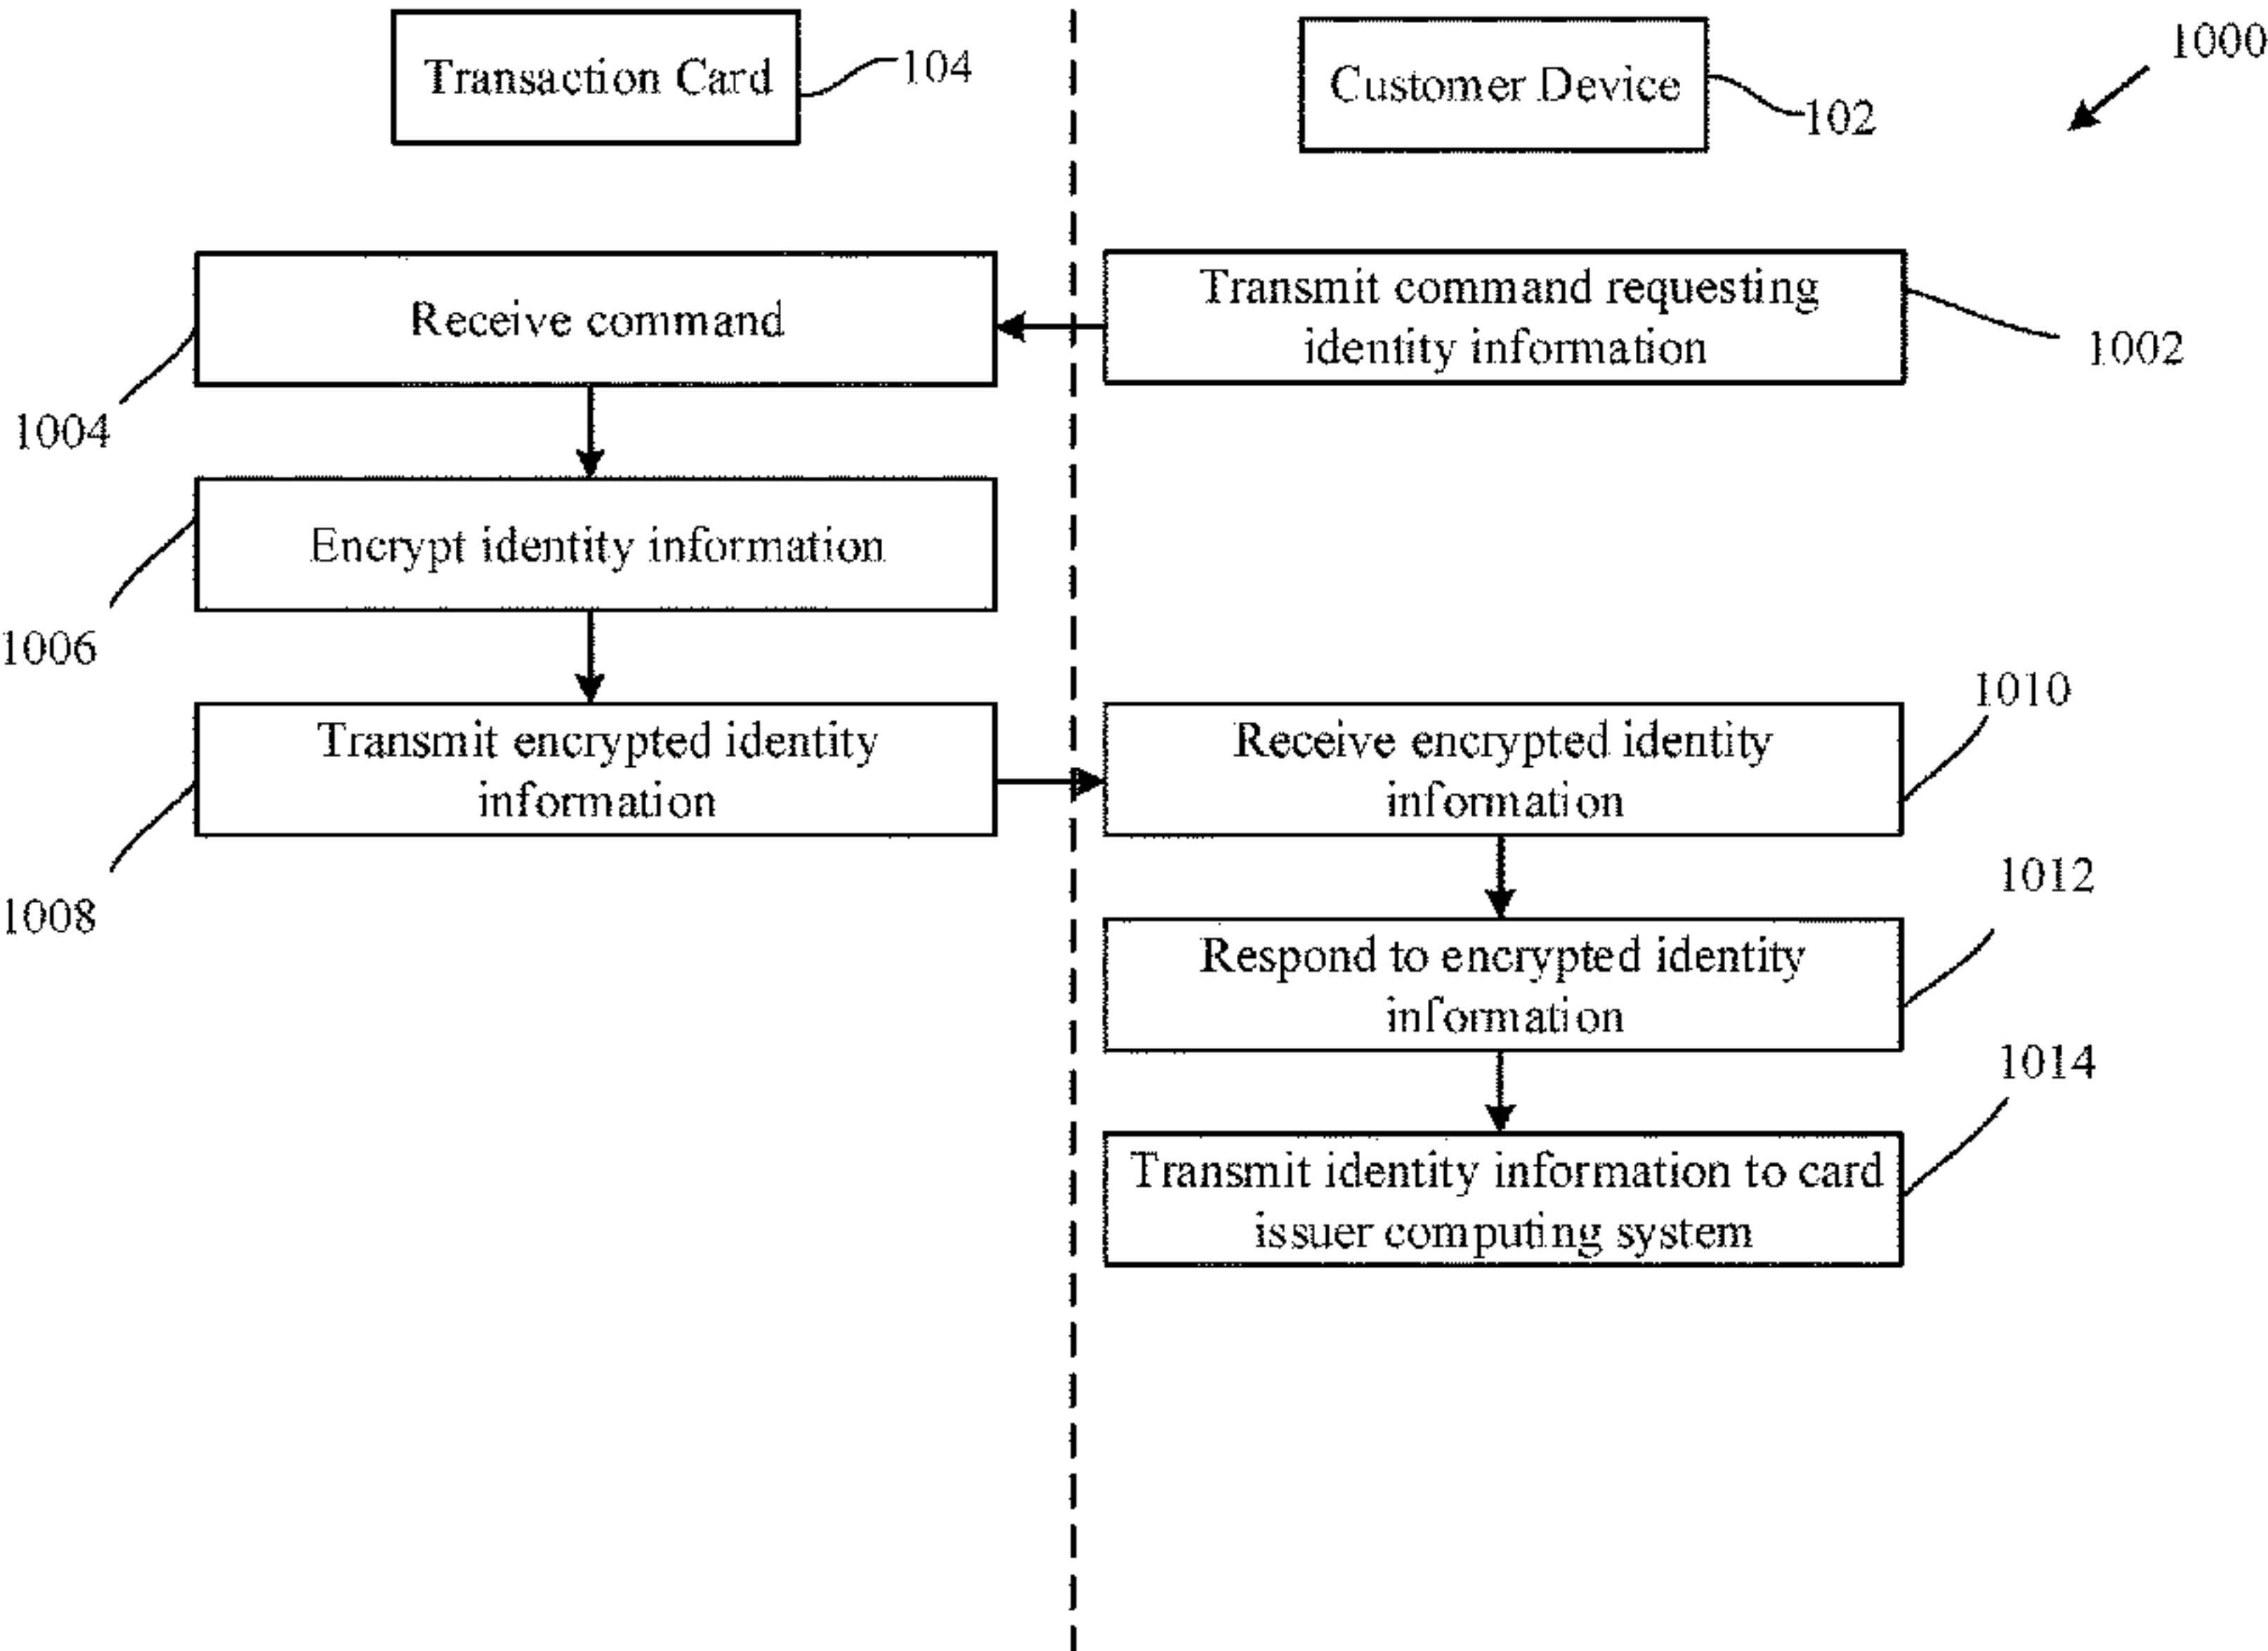 1000
Transaction Card
104
Customer Device
102
Receive command
1004
Transmit command requesting
identity information
1002
Encrypt identity information
1006
Transmit encrypted identity
information
1008
Receive encrypted identity
information
1010
Respond to encrypted identity
information
1012
Transmit identity information to card
issuer computing system
1014